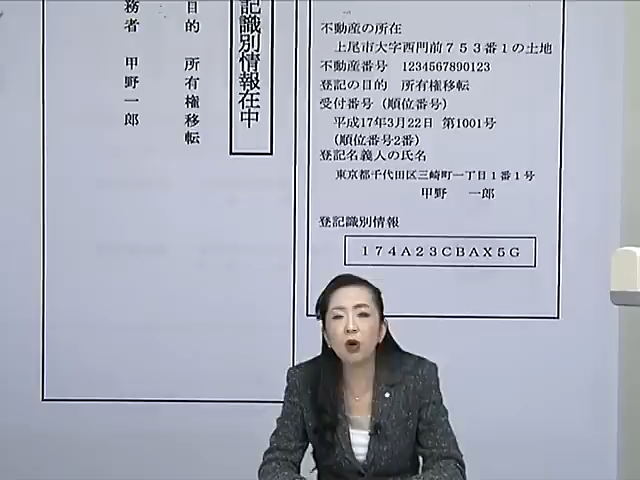 不動産の所在
上尾市大字西門前７５３番１の土地
不動産番号 1234567890123
登記の目的 所有権移転
受付番号（順位番号）
平成17年3月22日 第1001号
(順位番号2番)
登記名義人の氏名
東京都千代田区三崎町一丁目１番１号
甲野 一郎
登記識別情報
１７４Ａ２３ＣＢＡＸ５Ｇ
記識別情報在中
目的 所有権移転
務者 甲野一郎